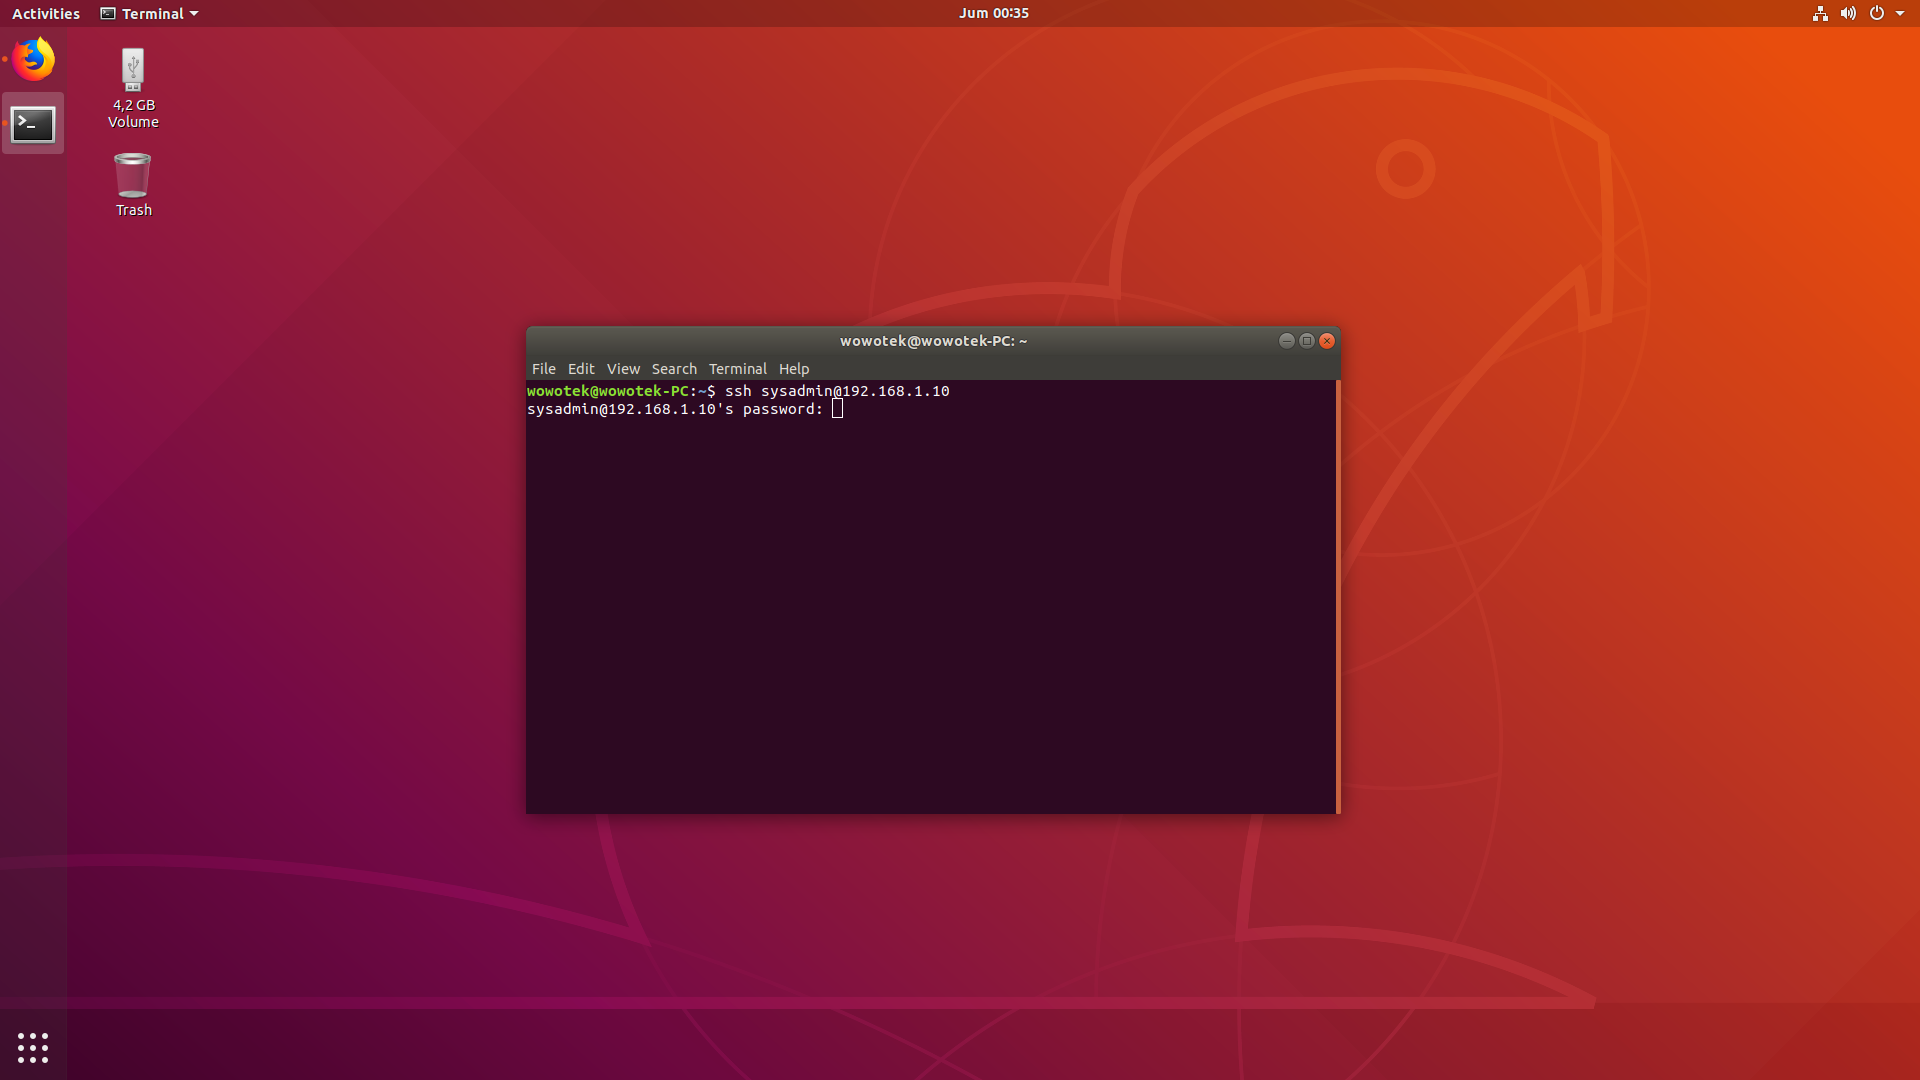 Activities Terminal Jum 00:35
4,2 GB
Volume
Trash
wowotek@wowotek-PC: ~
File Edit View Search Terminal Help
wowotek@wowotek-PC:~$ ssh sysadmin@192.168.1.10
sysadmin@192.168.1.10's password: